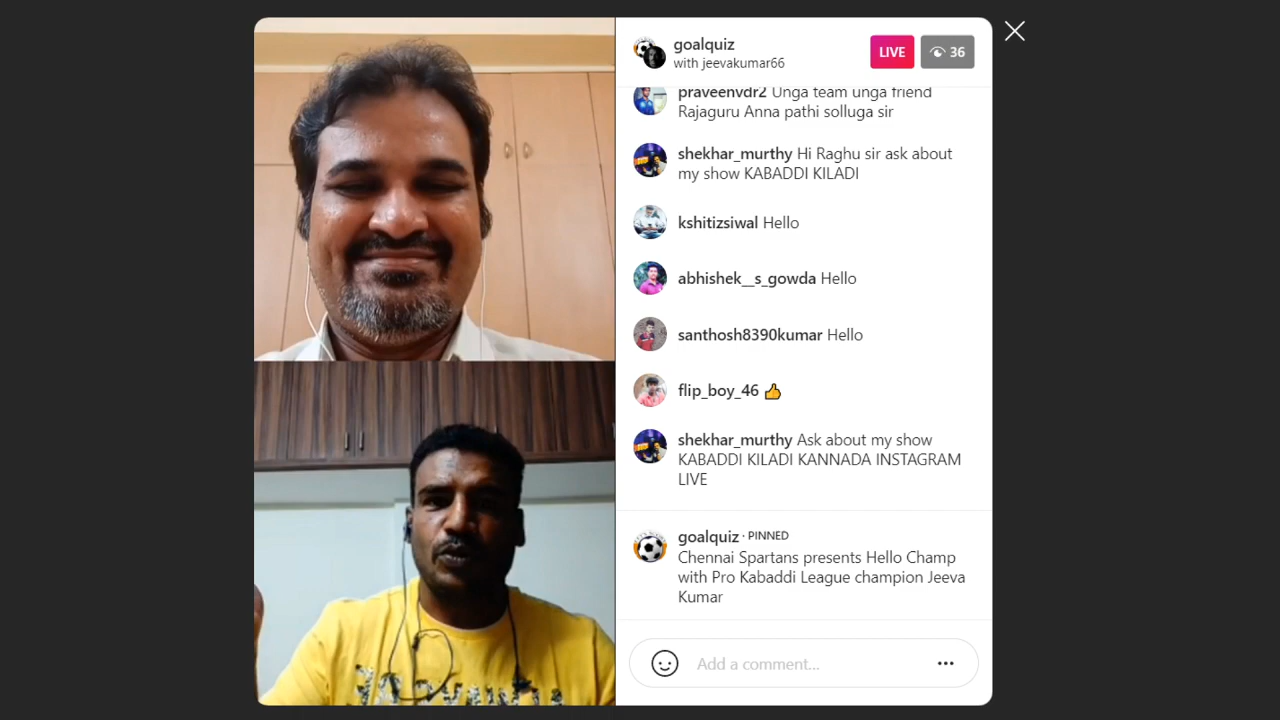 goalquiz
with jeevakumar66
LIVE
36
praveenvdr2 Unga team unga friend
Rajaguru Anna pathi solluga sir
shekhar_murthy Hi Raghu sir ask about
my show KABADDI KILADI
kshitizsiwal Hello
abhishek__s_gowda Hello
santhosh8390kumar Hello
flip_boy_46 👍
shekhar_murthy Ask about my show
KABADDI KILADI KANNADA INSTAGRAM
LIVE
goalquiz · PINNED
Chennai Spartans presents Hello Champ
with Pro Kabaddi League champion Jeeva
Kumar
Add a comment...